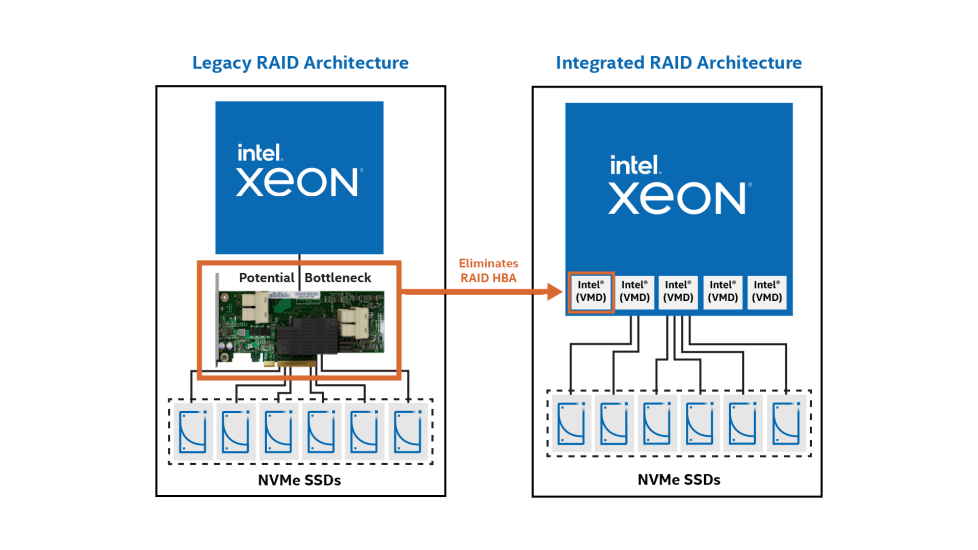 Legacy RAID Architecture
intel.
XEON®
Potential Bottleneck
NVMe SSDs
Eliminates
RAID HBA
Integrated RAID Architecture
intel.
XEON®
Intel®
(VMD)
Intel®
(VMD)
Intel®
(VMD)
Intel®
(VMD)
Intel®
(VMD)
NVMe SSDs